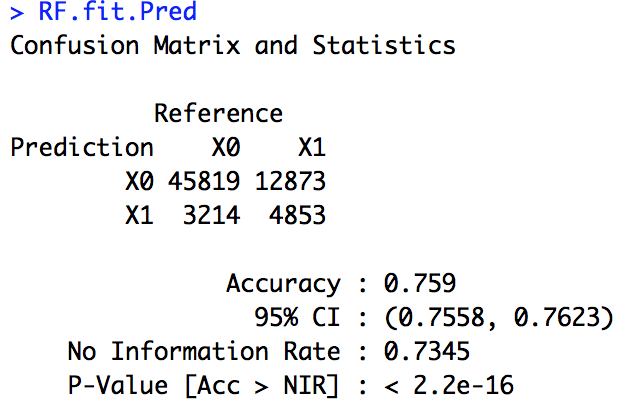 > RF.fit.Pred
Confusion Matrix and Statistics
Reference
Prediction X0 X1
X0 45819 12873
X1 3214 4853
Accuracy : 0.759
95% CI : (0.7558, 0.7623)
No Information Rate : 0.7345
P-Value [Acc > NIR] : < 2.2e-16